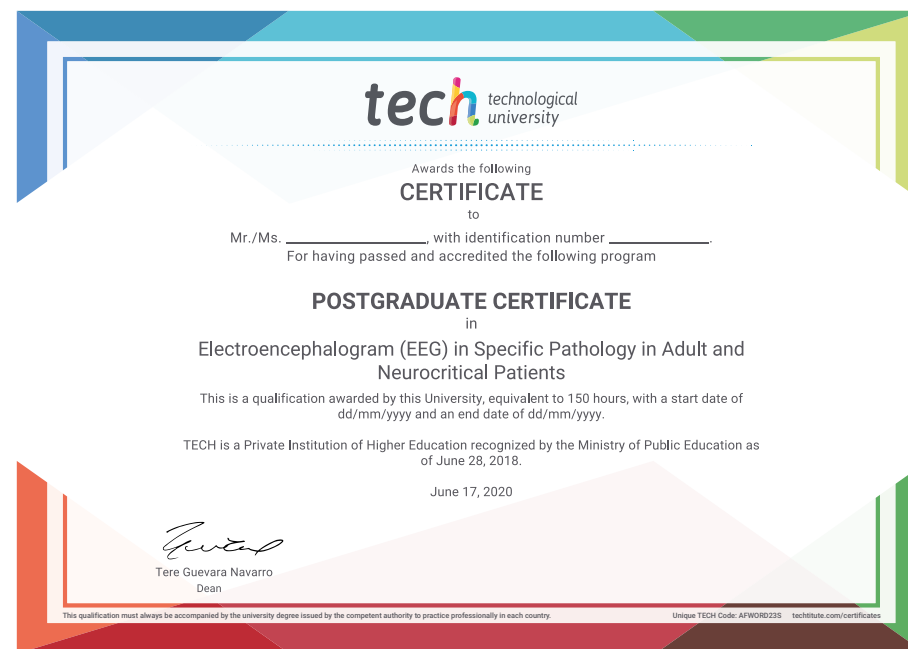 tech technological
university
Awards the following
CERTIFICATE
to
Mr./Ms. ____________________, with identification number ______________.
For having passed and accredited the following program
POSTGRADUATE CERTIFICATE
in
Electroencephalogram (EEG) in Specific Pathology in Adult and
Neurocritical Patients
This is a qualification awarded by this University, equivalent to 150 hours, with a start date of
dd/mm/yyyy and an end date of dd/mm/yyyy.
TECH is a Private Institution of Higher Education recognized by the Ministry of Public Education as
of June 28, 2018.
June 17, 2020
Tere Guevara Navarro
Dean
This qualification must always be accompanied by the university degree issued by the competent authority to practice professionally in each country. Unique TECH Code: AFWORD23S techtitute.com/certificates